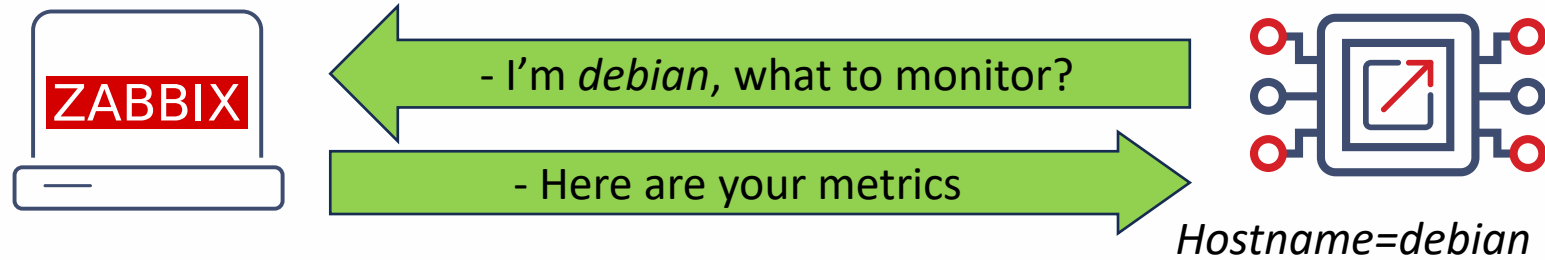 ZABBIX
- I’m debian, what to monitor?
- Here are your metrics
Hostname=debian